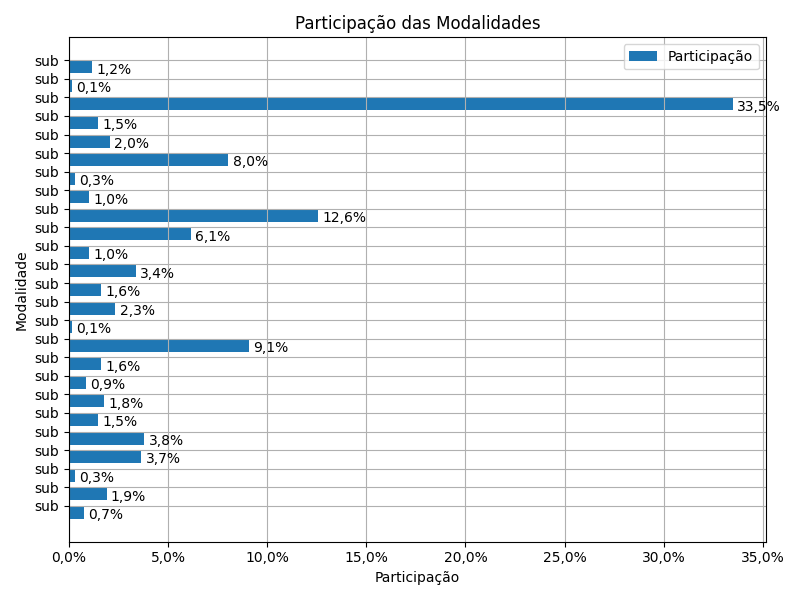 Participação das Modalidades
Participação
sub 1,2%
sub 0,1%
sub 33,5%
sub 1,5%
sub 2,0%
sub 8,0%
sub 0,3%
sub 1,0%
sub 12,6%
sub 6,1%
sub 1,0%
sub 3,4%
sub 1,6%
sub 2,3%
sub 0,1%
sub 9,1%
sub 1,6%
sub 0,9%
sub 1,8%
sub 1,5%
sub 3,8%
sub 3,7%
sub 0,3%
sub 1,9%
sub 0,7%
Modalidade
0,0% 5,0% 10,0% 15,0% 20,0% 25,0% 30,0% 35,0%
Participação